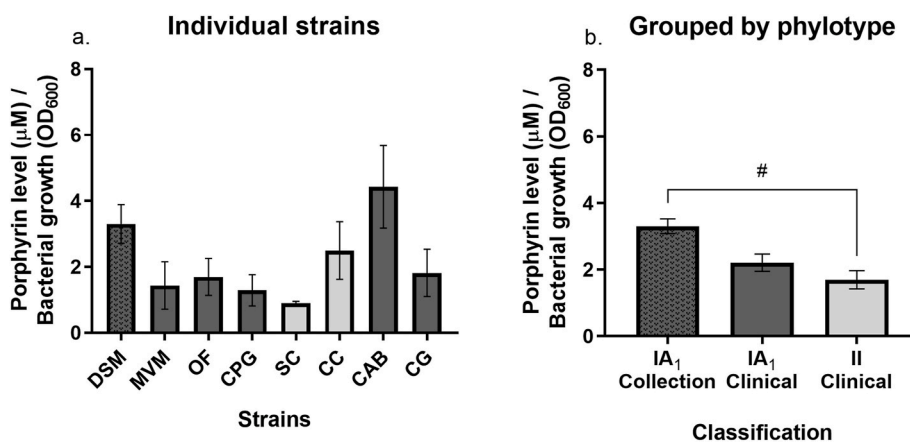 a.
Individual strains
Porphyrin level (μM) /
Bacterial growth (OD600)
8
6
4
2
0
DSM
MVM
OF
CPG
SC
CC
CAB
CG
Strains
b.
Grouped by phylotype
Porphyrin level (μM) /
Bacterial growth (OD600)
8
6
4
2
0
#
IA1
Collection
IA1
Clinical
II
Clinical
Classification